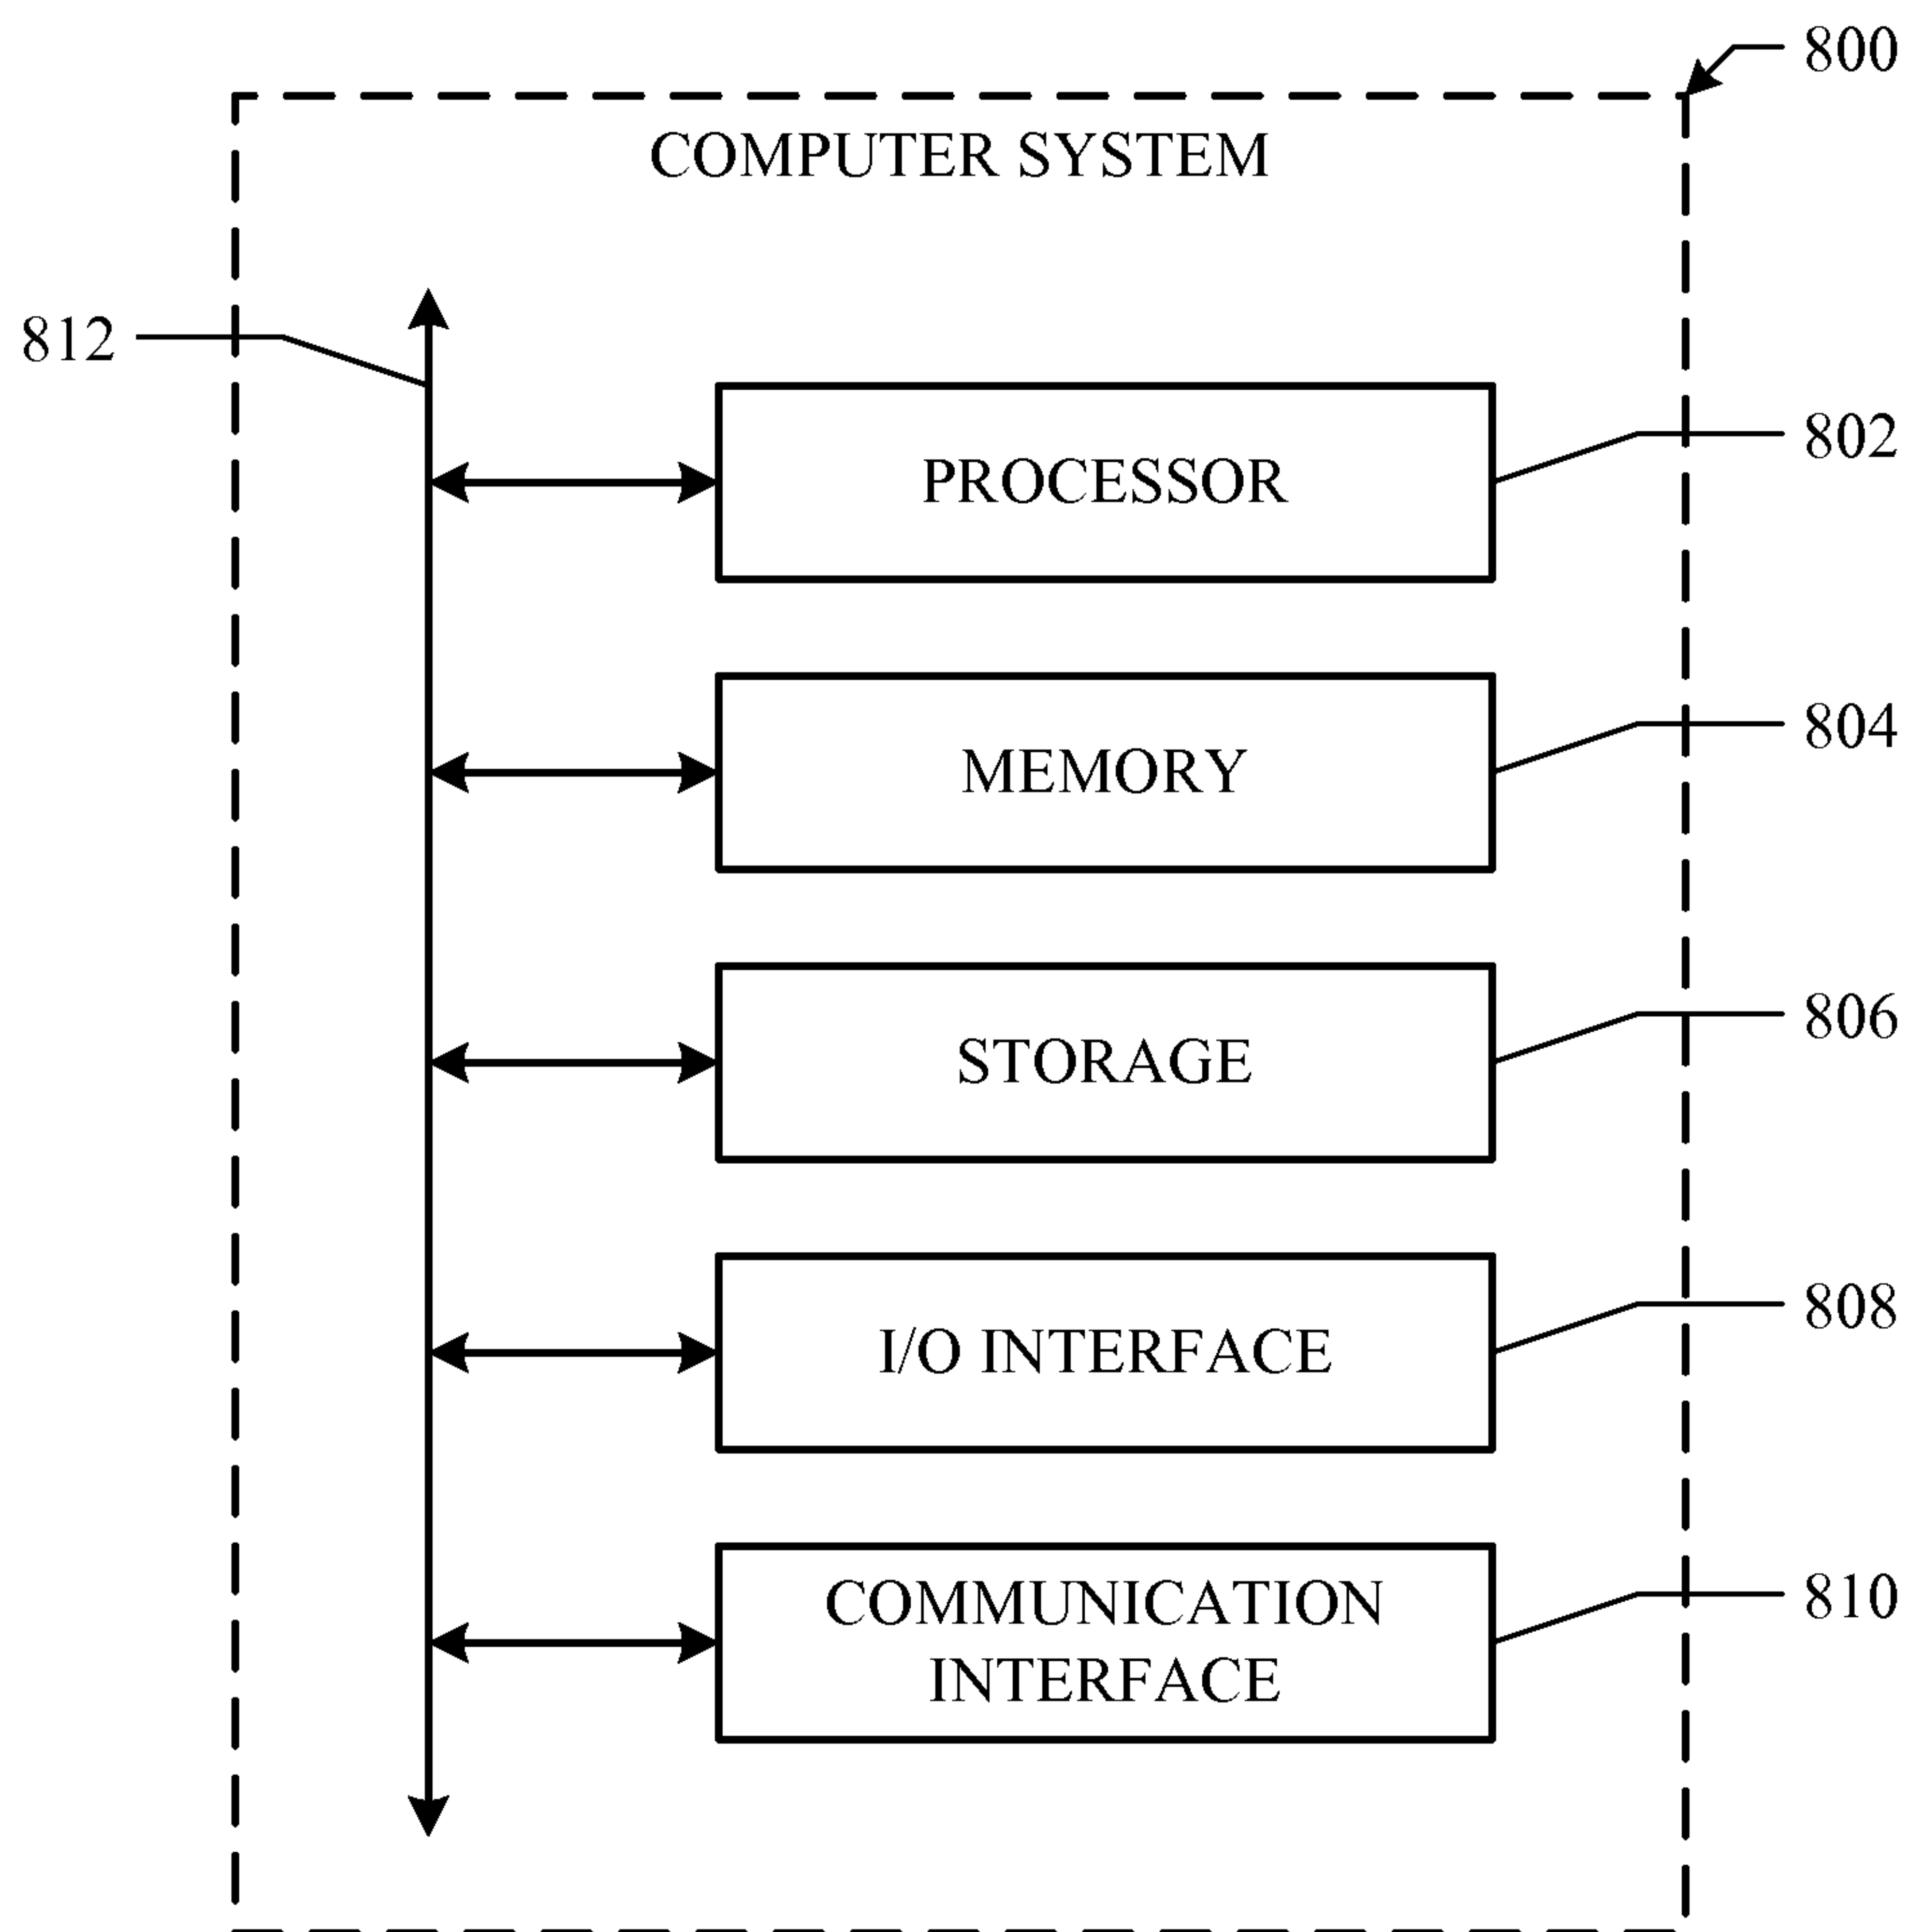 800
COMPUTER SYSTEM
812
802
PROCESSOR
804
MEMORY
806
STORAGE
808
I/O INTERFACE
810
COMMUNICATION
INTERFACE